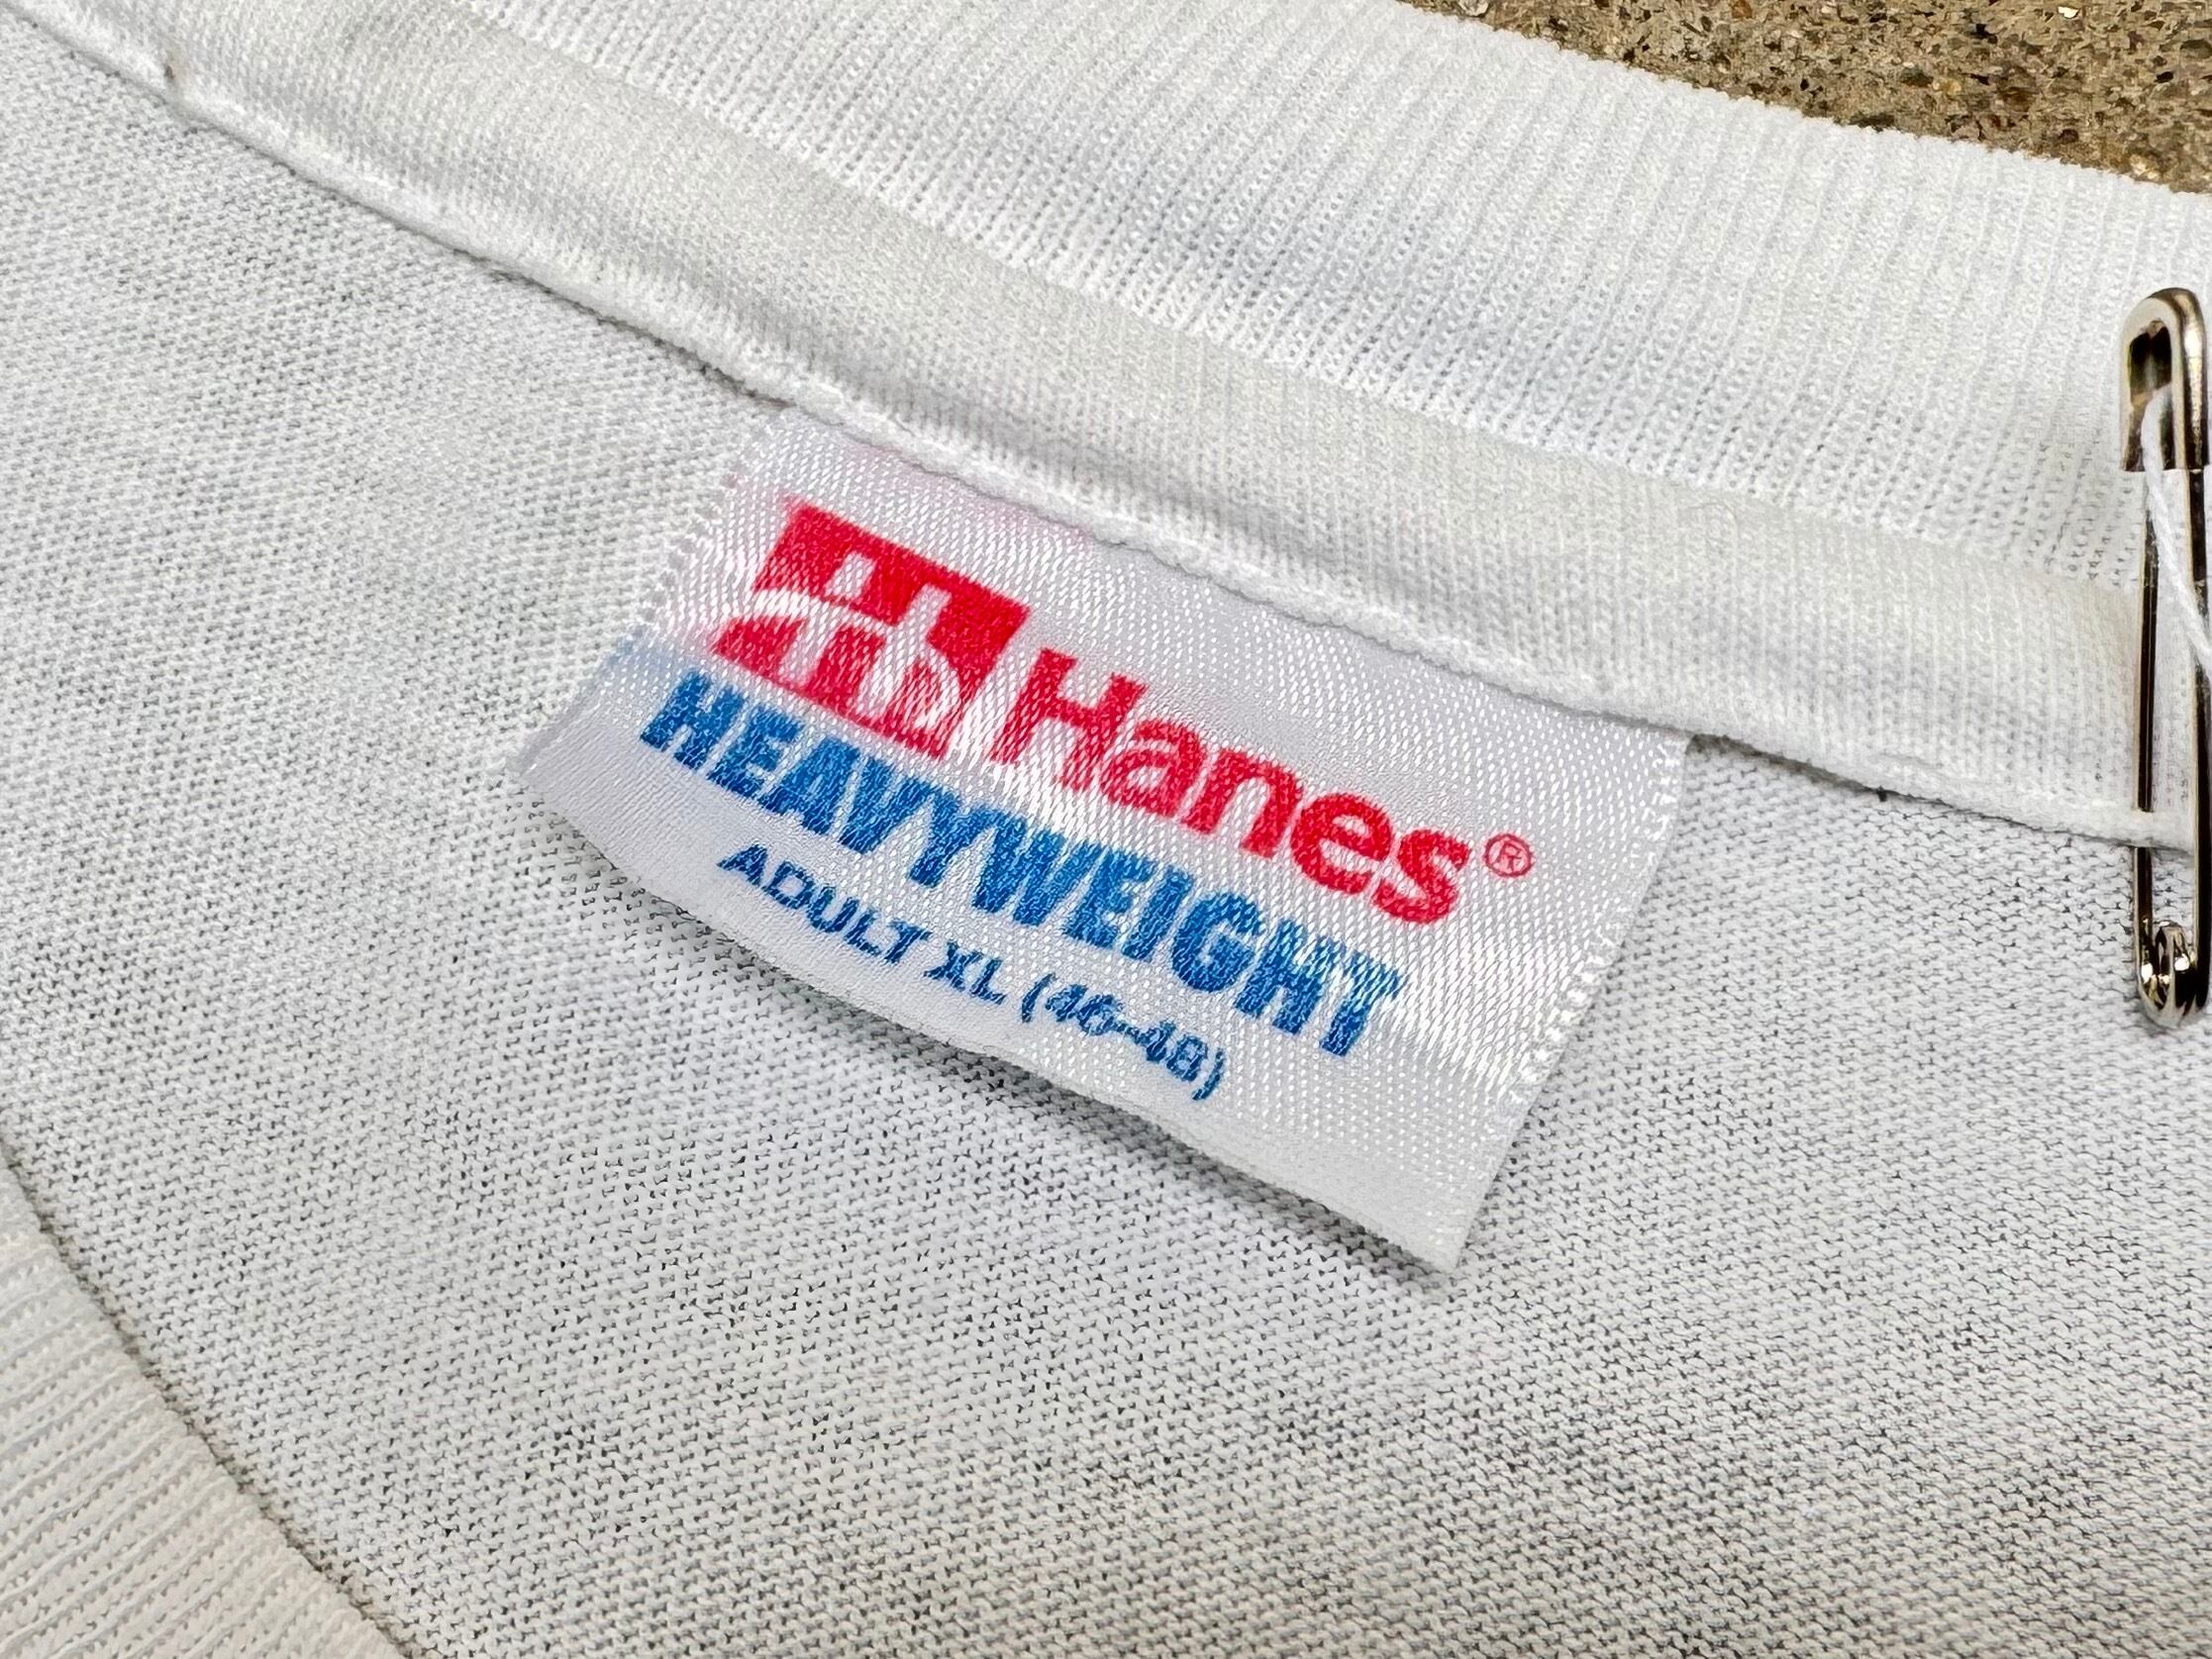 Hanes®
HEAVYWEIGHT
ADULT XL (46-48)